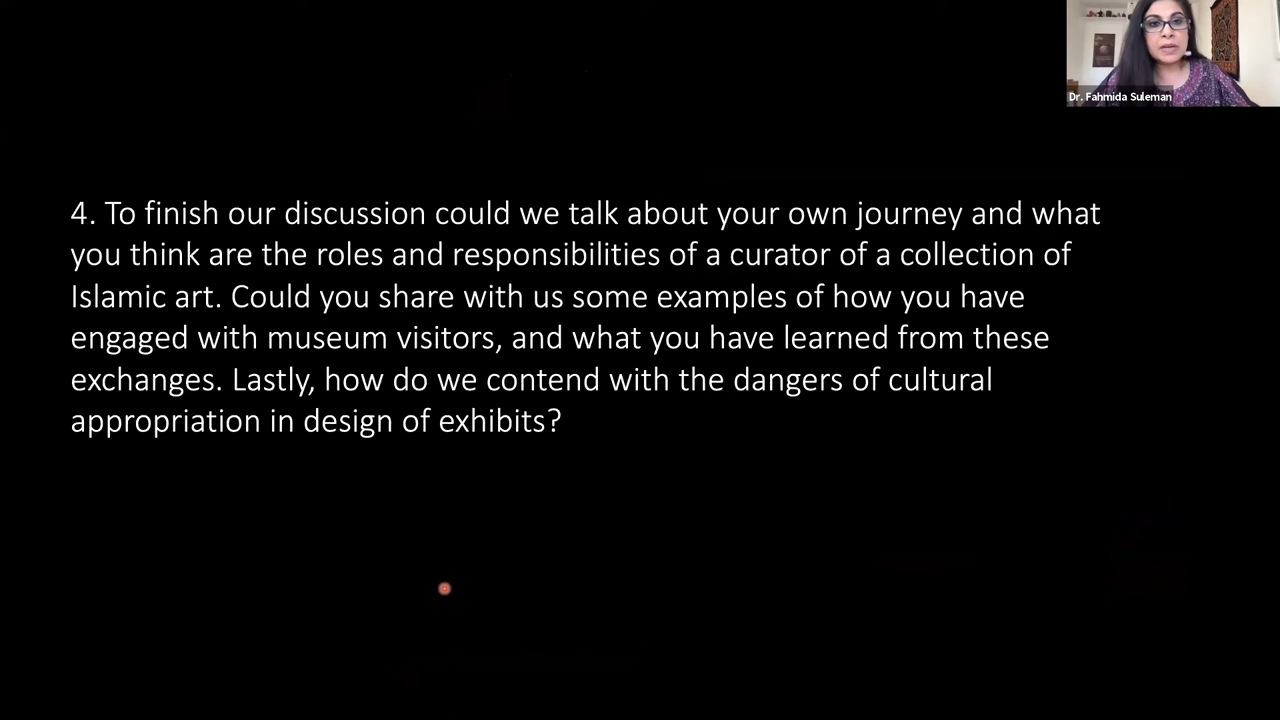 Dr. Fahmida Suleman
4. To finish our discussion could we talk about your own journey and what
you think are the roles and responsibilities of a curator of a collection of
Islamic art. Could you share with us some examples of how you have
engaged with museum visitors, and what you have learned from these
exchanges. Lastly, how do we contend with the dangers of cultural
appropriation in design of exhibits?